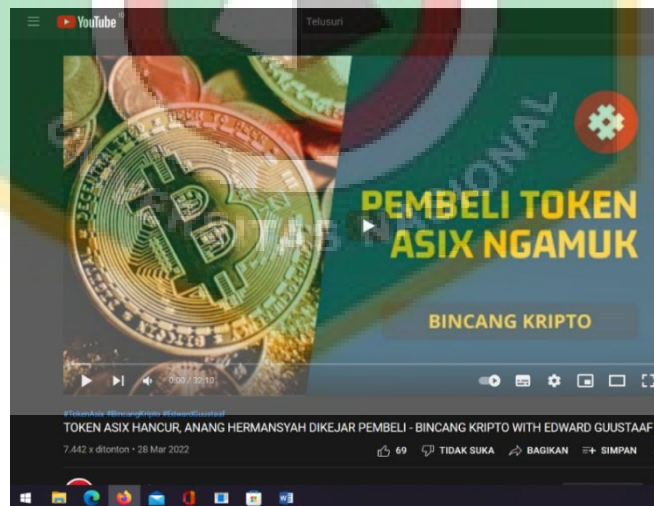 YouTube ID
Telusuri
PEMBELI TOKEN
ASIX NGAMUK
BINCANG KRIPTO
0:00 / 32:10
#TokenAsix #BincangKripto #EdwardGuustaaf
TOKEN ASIX HANCUR, ANANG HERMANSYAH DIKEJAR PEMBELI - BINCANG KRIPTO WITH EDWARD GUUSTAAF
7.442 x ditonton • 28 Mar 2022
69 TIDAK SUKA BAGIKAN SIMPAN